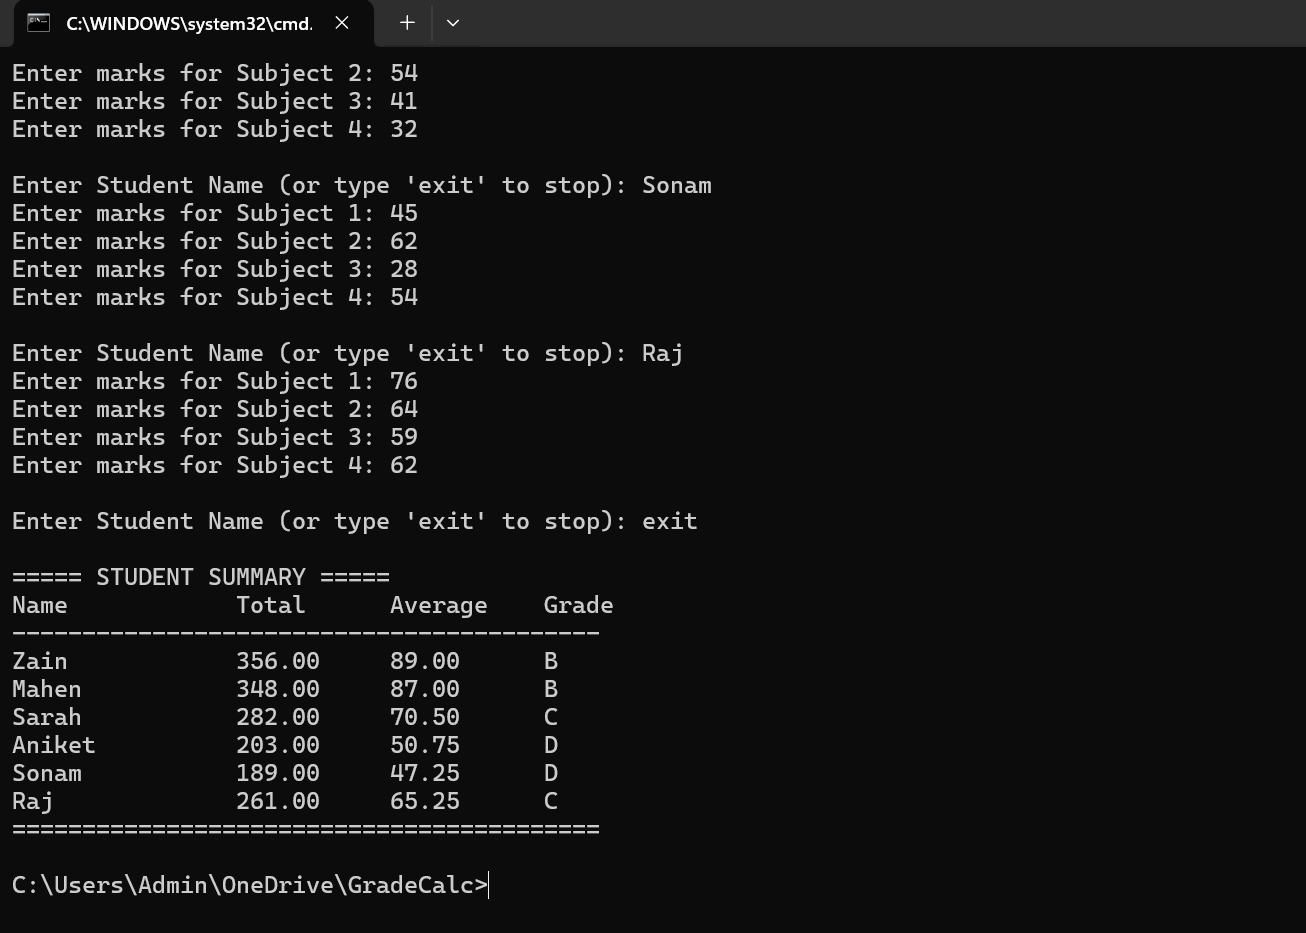 C:\WINDOWS\system32\cmd.
Enter marks for Subject 2: 54
Enter marks for Subject 3: 41
Enter marks for Subject 4: 32
Enter Student Name (or type 'exit' to stop): Sonam
Enter marks for Subject 1: 45
Enter marks for Subject 2: 62
Enter marks for Subject 3: 28
Enter marks for Subject 4: 54
Enter Student Name (or type 'exit' to stop): Raj
Enter marks for Subject 1: 76
Enter marks for Subject 2: 64
Enter marks for Subject 3: 59
Enter marks for Subject 4: 62
Enter Student Name (or type 'exit' to stop): exit
===== STUDENT SUMMARY =====
Name            Total      Average    Grade
------------------------------------------
Zain            356.00     89.00      B
Mahen           348.00     87.00      B
Sarah           282.00     70.50      C
Aniket          203.00     50.75      D
Sonam           189.00     47.25      D
Raj             261.00     65.25      C
==========================================
C:\Users\Admin\OneDrive\GradeCalc>